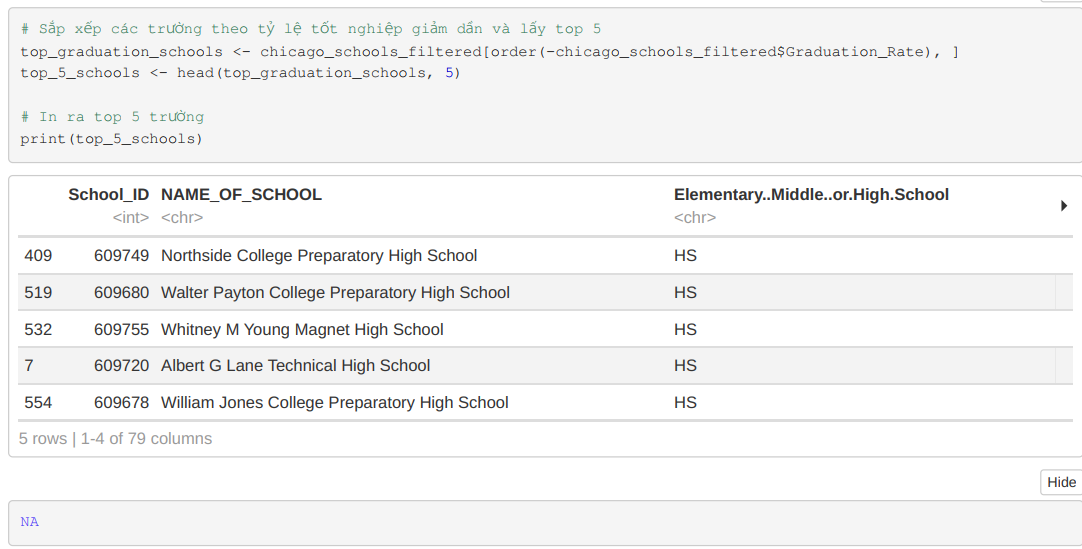 # Sắp xếp các trường theo tỷ lệ tốt nghiệp giảm dần và lấy top 5
top_graduation_schools <- chicago_schools_filtered[order(-chicago_schools_filtered$Graduation_Rate), ]
top_5_schools <- head(top_graduation_schools, 5)
# In ra top 5 trường
print(top_5_schools)
School_ID NAME_OF_SCHOOL Elementary..Middle..or.High.School
<int> <chr> <chr>
409 609749 Northside College Preparatory High School HS
519 609680 Walter Payton College Preparatory High School HS
532 609755 Whitney M Young Magnet High School HS
7 609720 Albert G Lane Technical High School HS
554 609678 William Jones College Preparatory High School HS
5 rows | 1-4 of 79 columns
Hide
NA